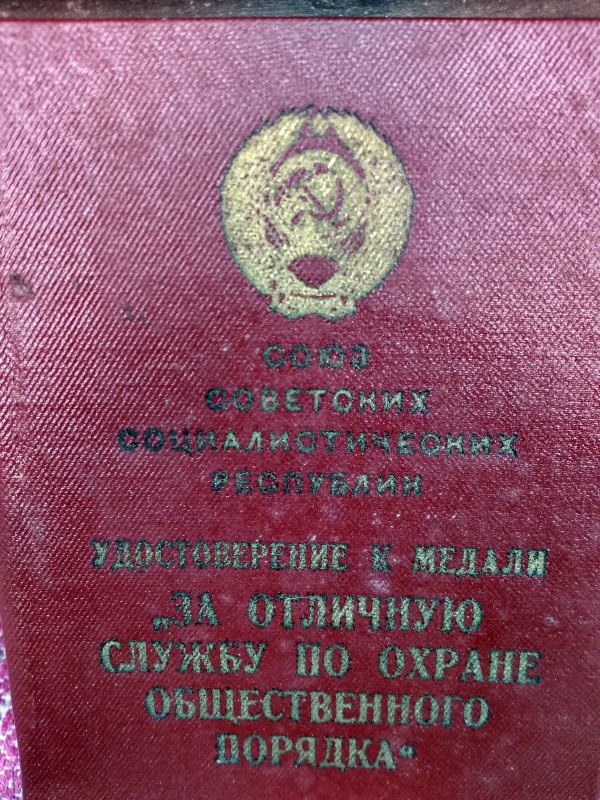 СОЮЗ
СОВЕТСКИХ
СОЦИАЛИСТИЧЕСКИХ
РЕСПУБЛИК
УДОСТОВЕРЕНИЕ К МЕДАЛИ
„ЗА ОТЛИЧНУЮ
СЛУЖБУ ПО ОХРАНЕ
ОБЩЕСТВЕННОГО
ПОРЯДКА“